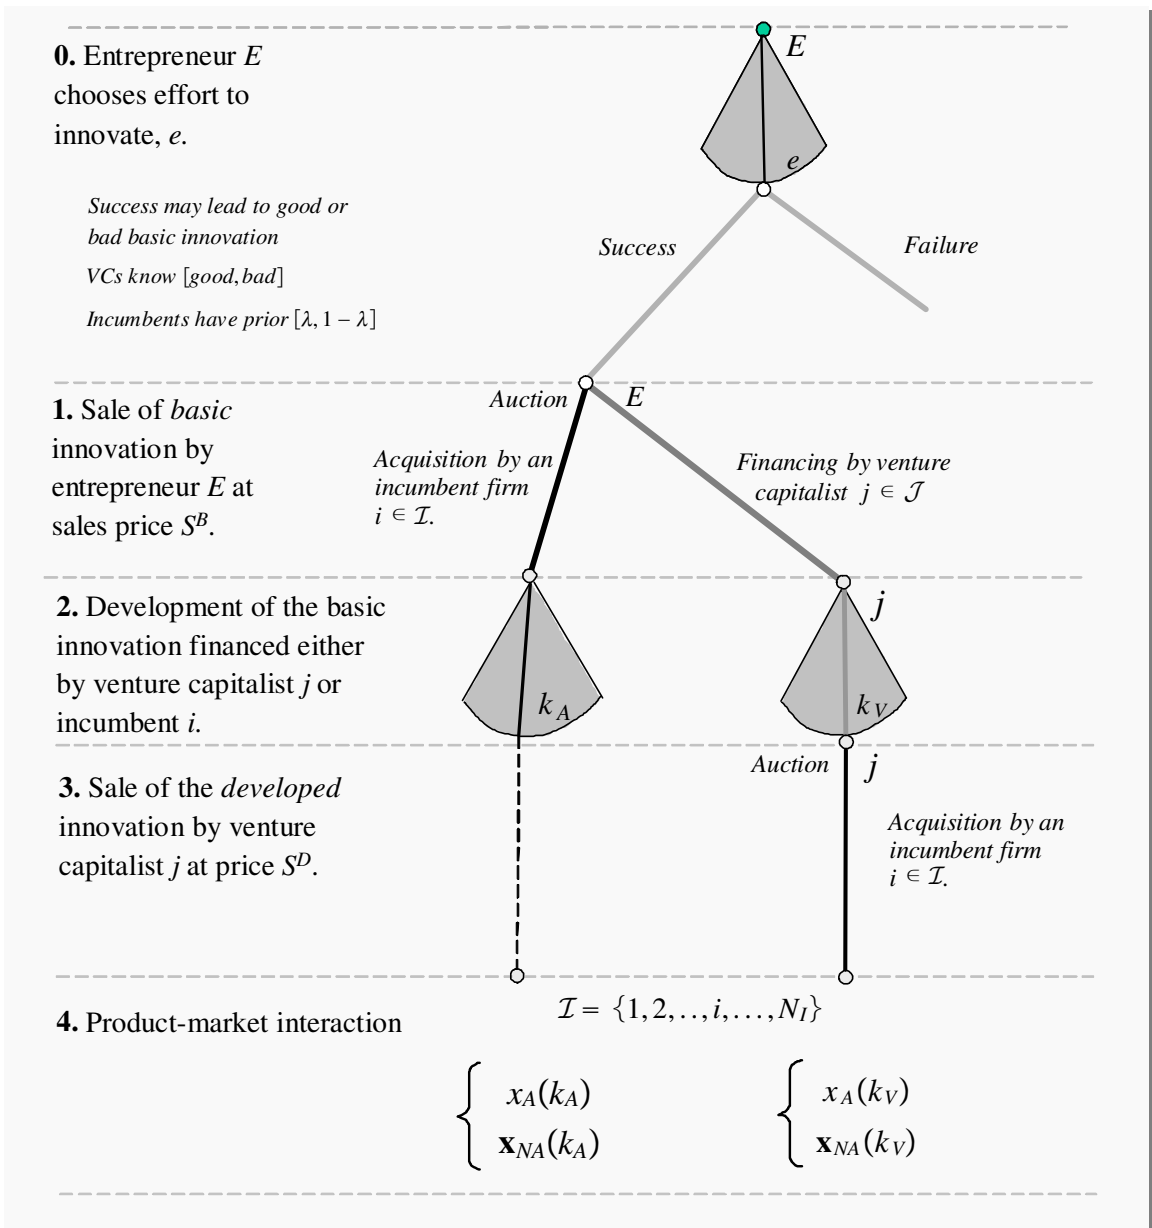 0. Entrepreneur E
chooses effort to
innovate, e.
E
e
Success may lead to good or
bad basic innovation
VCs know [good, bad]
Incumbents have prior [λ, 1 − λ]
Success
Failure
1. Sale of basic
innovation by
entrepreneur E at
sales price S^B.
Auction
E
Acquisition by an
incumbent firm
i ∈ ℐ.
Financing by venture
capitalist j ∈ 𝒥
2. Development of the basic
innovation financed either
by venture capitalist j or
incumbent i.
k_A
j
k_V
3. Sale of the developed
innovation by venture
capitalist j at price S^D.
Auction
j
Acquisition by an
incumbent firm
i ∈ ℐ.
4. Product-market interaction
ℐ = {1, 2, . ., i, . . . , N_I}
x_A(k_A)
x_NA(k_A)
x_A(k_V)
x_NA(k_V)